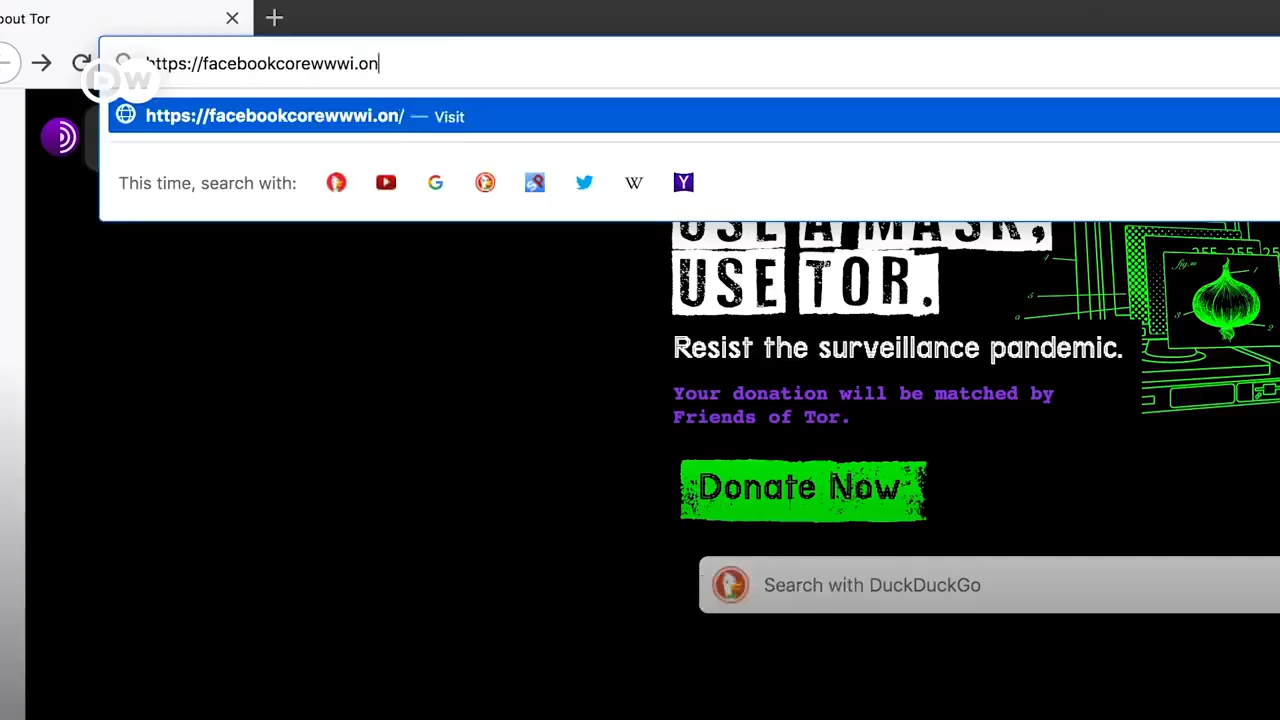 bout Tor
https://facebookcorewwwi.on
DW
https://facebookcorewwwi.on/ — Visit
This time, search with:
W
Y
USE A MASK,
USE TOR.
Resist the surveillance pandemic.
Your donation will be matched by
Friends of Tor.
Donate Now
Search with DuckDuckGo